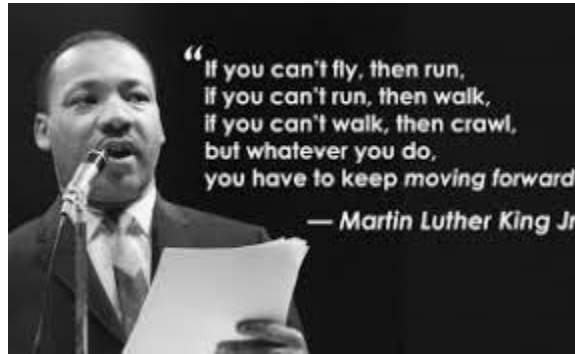 “If you can't fly, then run,
if you can't run, then walk,
if you can't walk, then crawl,
but whatever you do,
you have to keep moving forward
— Martin Luther King Jr